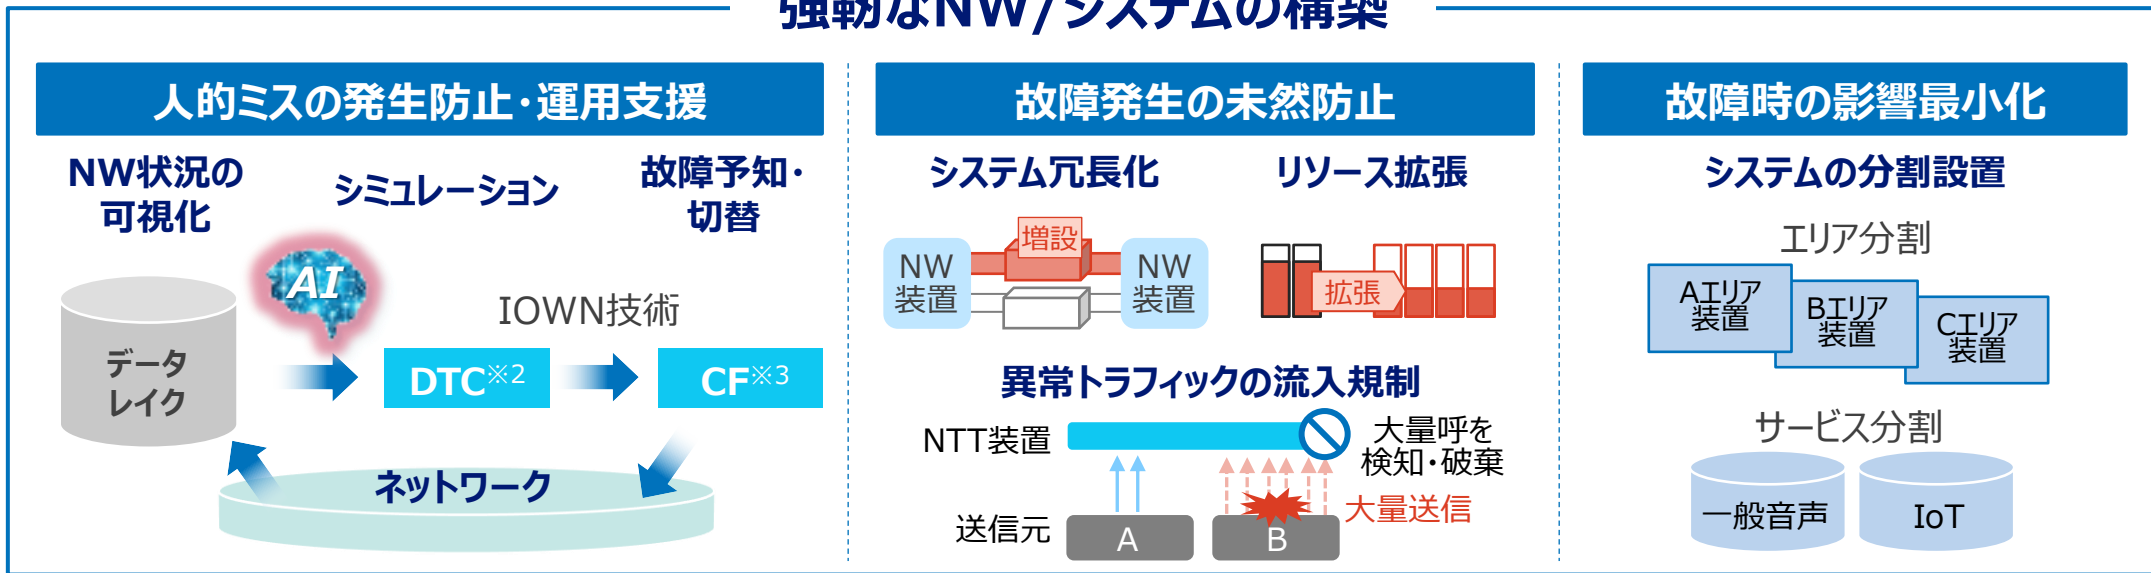 強靭なNW/システムの構築
人的ミスの発生防止・運用支援
NW状況の
可視化
シミュレーション
故障予知・
切替
AI
IOWN技術
データ
レイク
DTC※2
CF※3
ネットワーク
故障発生の未然防止
システム冗長化
リソース拡張
増設
NW
装置
NW
装置
拡張
異常トラフィックの流入規制
NTT装置
大量呼を
検知・破棄
大量送信
送信元
A
B
故障時の影響最小化
システムの分割設置
エリア分割
Aエリア
装置
Bエリア
装置
Cエリア
装置
サービス分割
一般音声
IoT